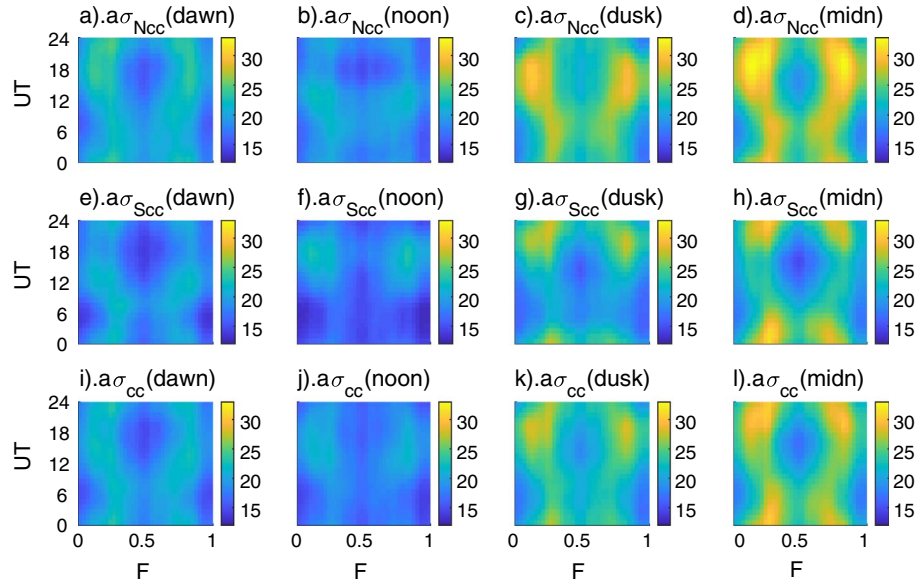 a).aσNcc(dawn) b).aσNcc(noon) c).aσNcc(dusk) d).aσNcc(midn)
24 30 30 30 30
18 25 25 25 25
UT
12 20 20 20 20
6 15 15 15 15
0
e).aσScc(dawn) f).aσScc(noon) g).aσScc(dusk) h).aσScc(midn)
24 30 30 30 30
18 25 25 25 25
UT
12 20 20 20 20
6 15 15 15 15
0
i).aσcc(dawn) j).aσcc(noon) k).aσcc(dusk) l).aσcc(midn)
24 30 30 30 30
18 25 25 25 25
UT
12 20 20 20 20
6 15 15 15 15
0
0 0.5 1 0 0.5 1 0 0.5 1 0 0.5 1
F F F F